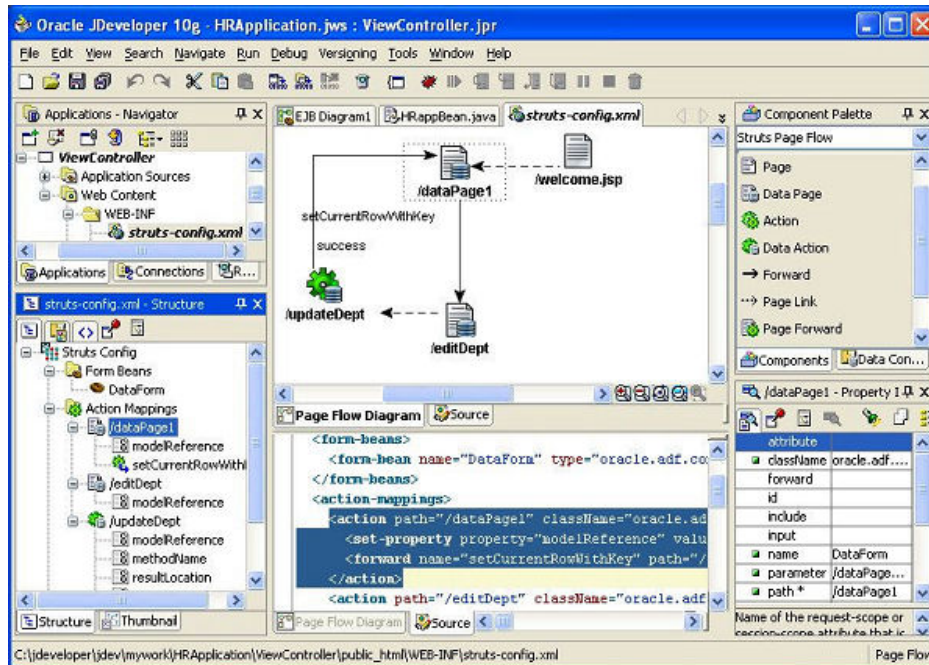 Oracle JDeveloper 10g - HRApplication.jws : ViewController.jpr
File Edit View Search Navigate Run Debug Versioning Tools Window Help
Applications - Navigator
ViewController
Application Sources
Web Content
WEB-INF
struts-config.xml
Applications Connections R...
struts-config.xml - Structure
Struts Config
Form Beans
DataForm
Action Mappings
/dataPage1
modelReference
setCurrentRowWithl
/editDept
modelReference
/updateDept
modelReference
methodName
resultLocation
Structure Thumbnail
EJB Diagram1 HRappBean.java struts-config.xml
/dataPage1
/welcome.jsp
setCurrentRowWithKey
success
/updateDept
/editDept
Page Flow Diagram Source
<form-beans>
<form-bean name="DataForm" type="oracle.adf.co
</form-beans>
<action-mappings>
<action path="/dataPage1" className="oracle.ad
<set-property property="modelReference" valu
<forward name="setCurrentRowWithKey" path="/
</action>
<action path="/editDept" className="oracle.adf
Page Flow Diagram Source
Component Palette
Struts Page Flow
Page
Data Page
Action
Data Action
Forward
Page Link
Page Forward
Components Data Con...
/dataPage1 - Property I
attribute
className oracle.adf....
forward
id
include
input
name DataForm
parameter /dataPage...
path * /dataPage1
Name of the request-scope or
session-scope attribute that is
C:\jdeveloper\jdev\mywork\HRApplication\ViewController\public_html\WEB-INF\struts-config.xml
Page Flow